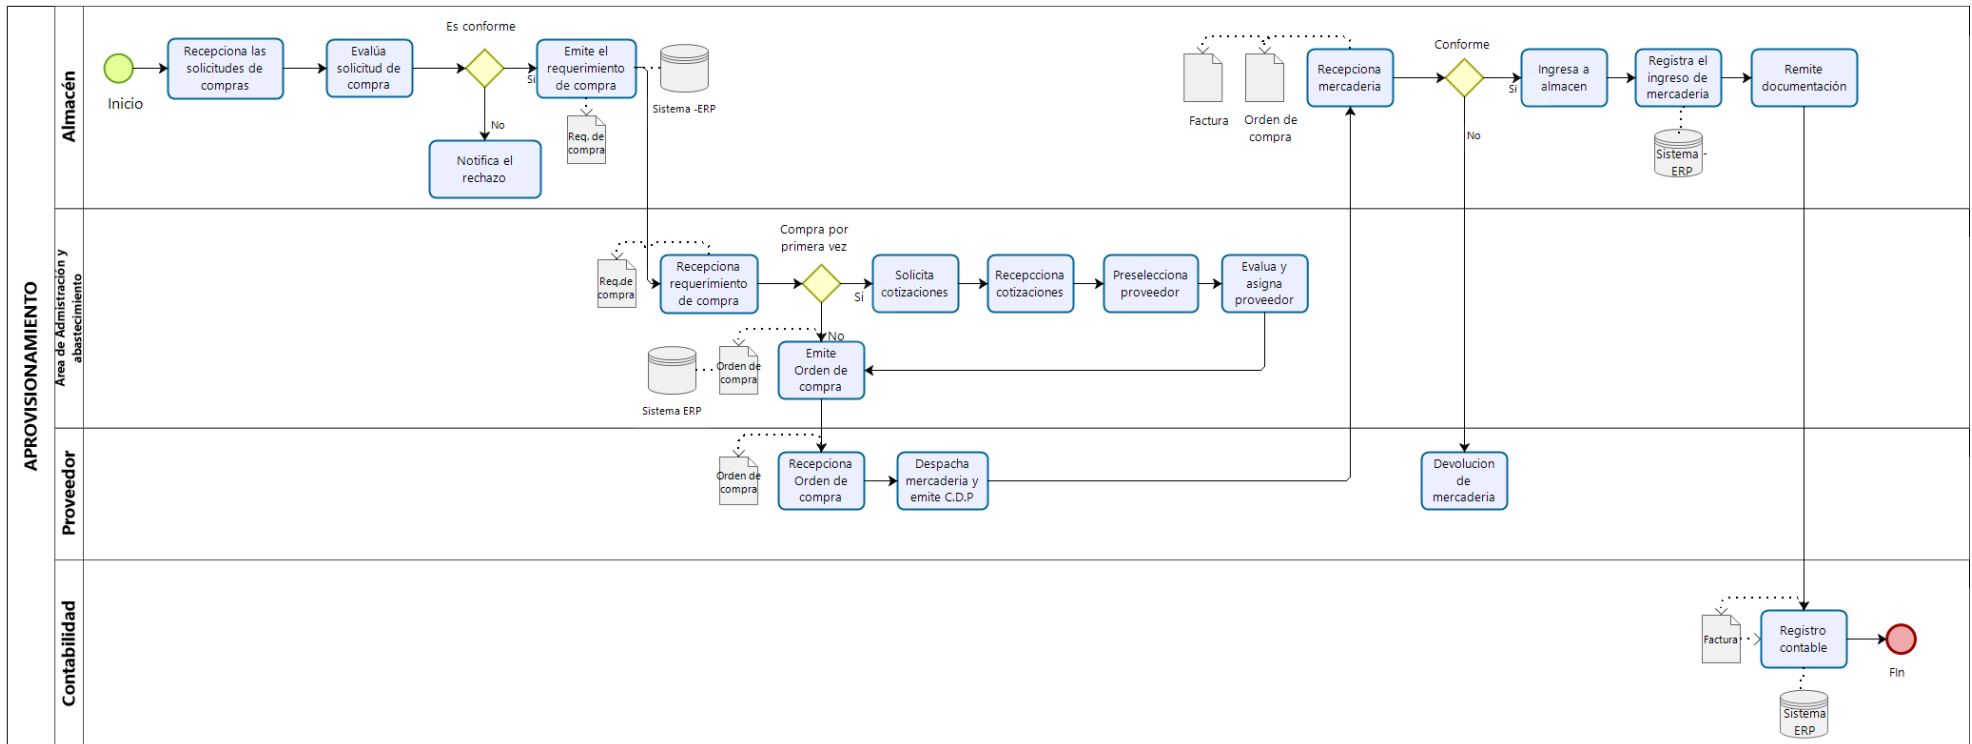 APROVISIONAMIENTO
Almacén
Inicio
Recepciona las
solicitudes de
compras
Evalúa
solicitud de
compra
Es conforme
Si
No
Notifica el
rechazo
Emite el
requerimiento
de compra
Req. de
compra
Sistema -ERP
Factura
Orden de
compra
Recepciona
mercaderia
Conforme
Si
No
Ingresa a
almacen
Registra el
ingreso de
mercaderia
Sistema -
ERP
Remite
documentación
Area de Admistración y
abastecimiento
Req.de
compra
Recepciona
requerimiento
de compra
Compra por
primera vez
Si
No
Solicita
cotizaciones
Recepcciona
cotizaciones
Preselecciona
proveedor
Evalua y
asigna
proveedor
Sistema ERP
Orden de
compra
Emite
Orden de
compra
Proveedor
Orden de
compra
Recepciona
Orden de
compra
Despacha
mercaderia y
emite C.D.P
Devolucion
de
mercaderia
Contabilidad
Factura
Registro
contable
Sistema
ERP
FIn